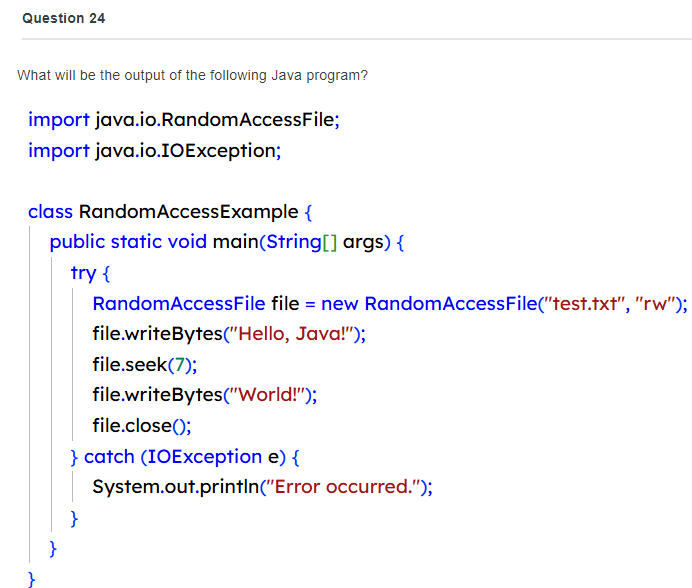 Question 24
What will be the output of the following Java program?
import java.io.RandomAccessFile;
import java.io.IOException;
class RandomAccessExample {
public static void main(String[] args) {
try {
RandomAccessFile file = new RandomAccessFile("test.txt", "rw");
file.writeBytes("Hello, Java!");
file.seek(7);
file.writeBytes("World!");
file.close();
} catch (IOException e) {
System.out.println("Error occurred.");
}
}
}